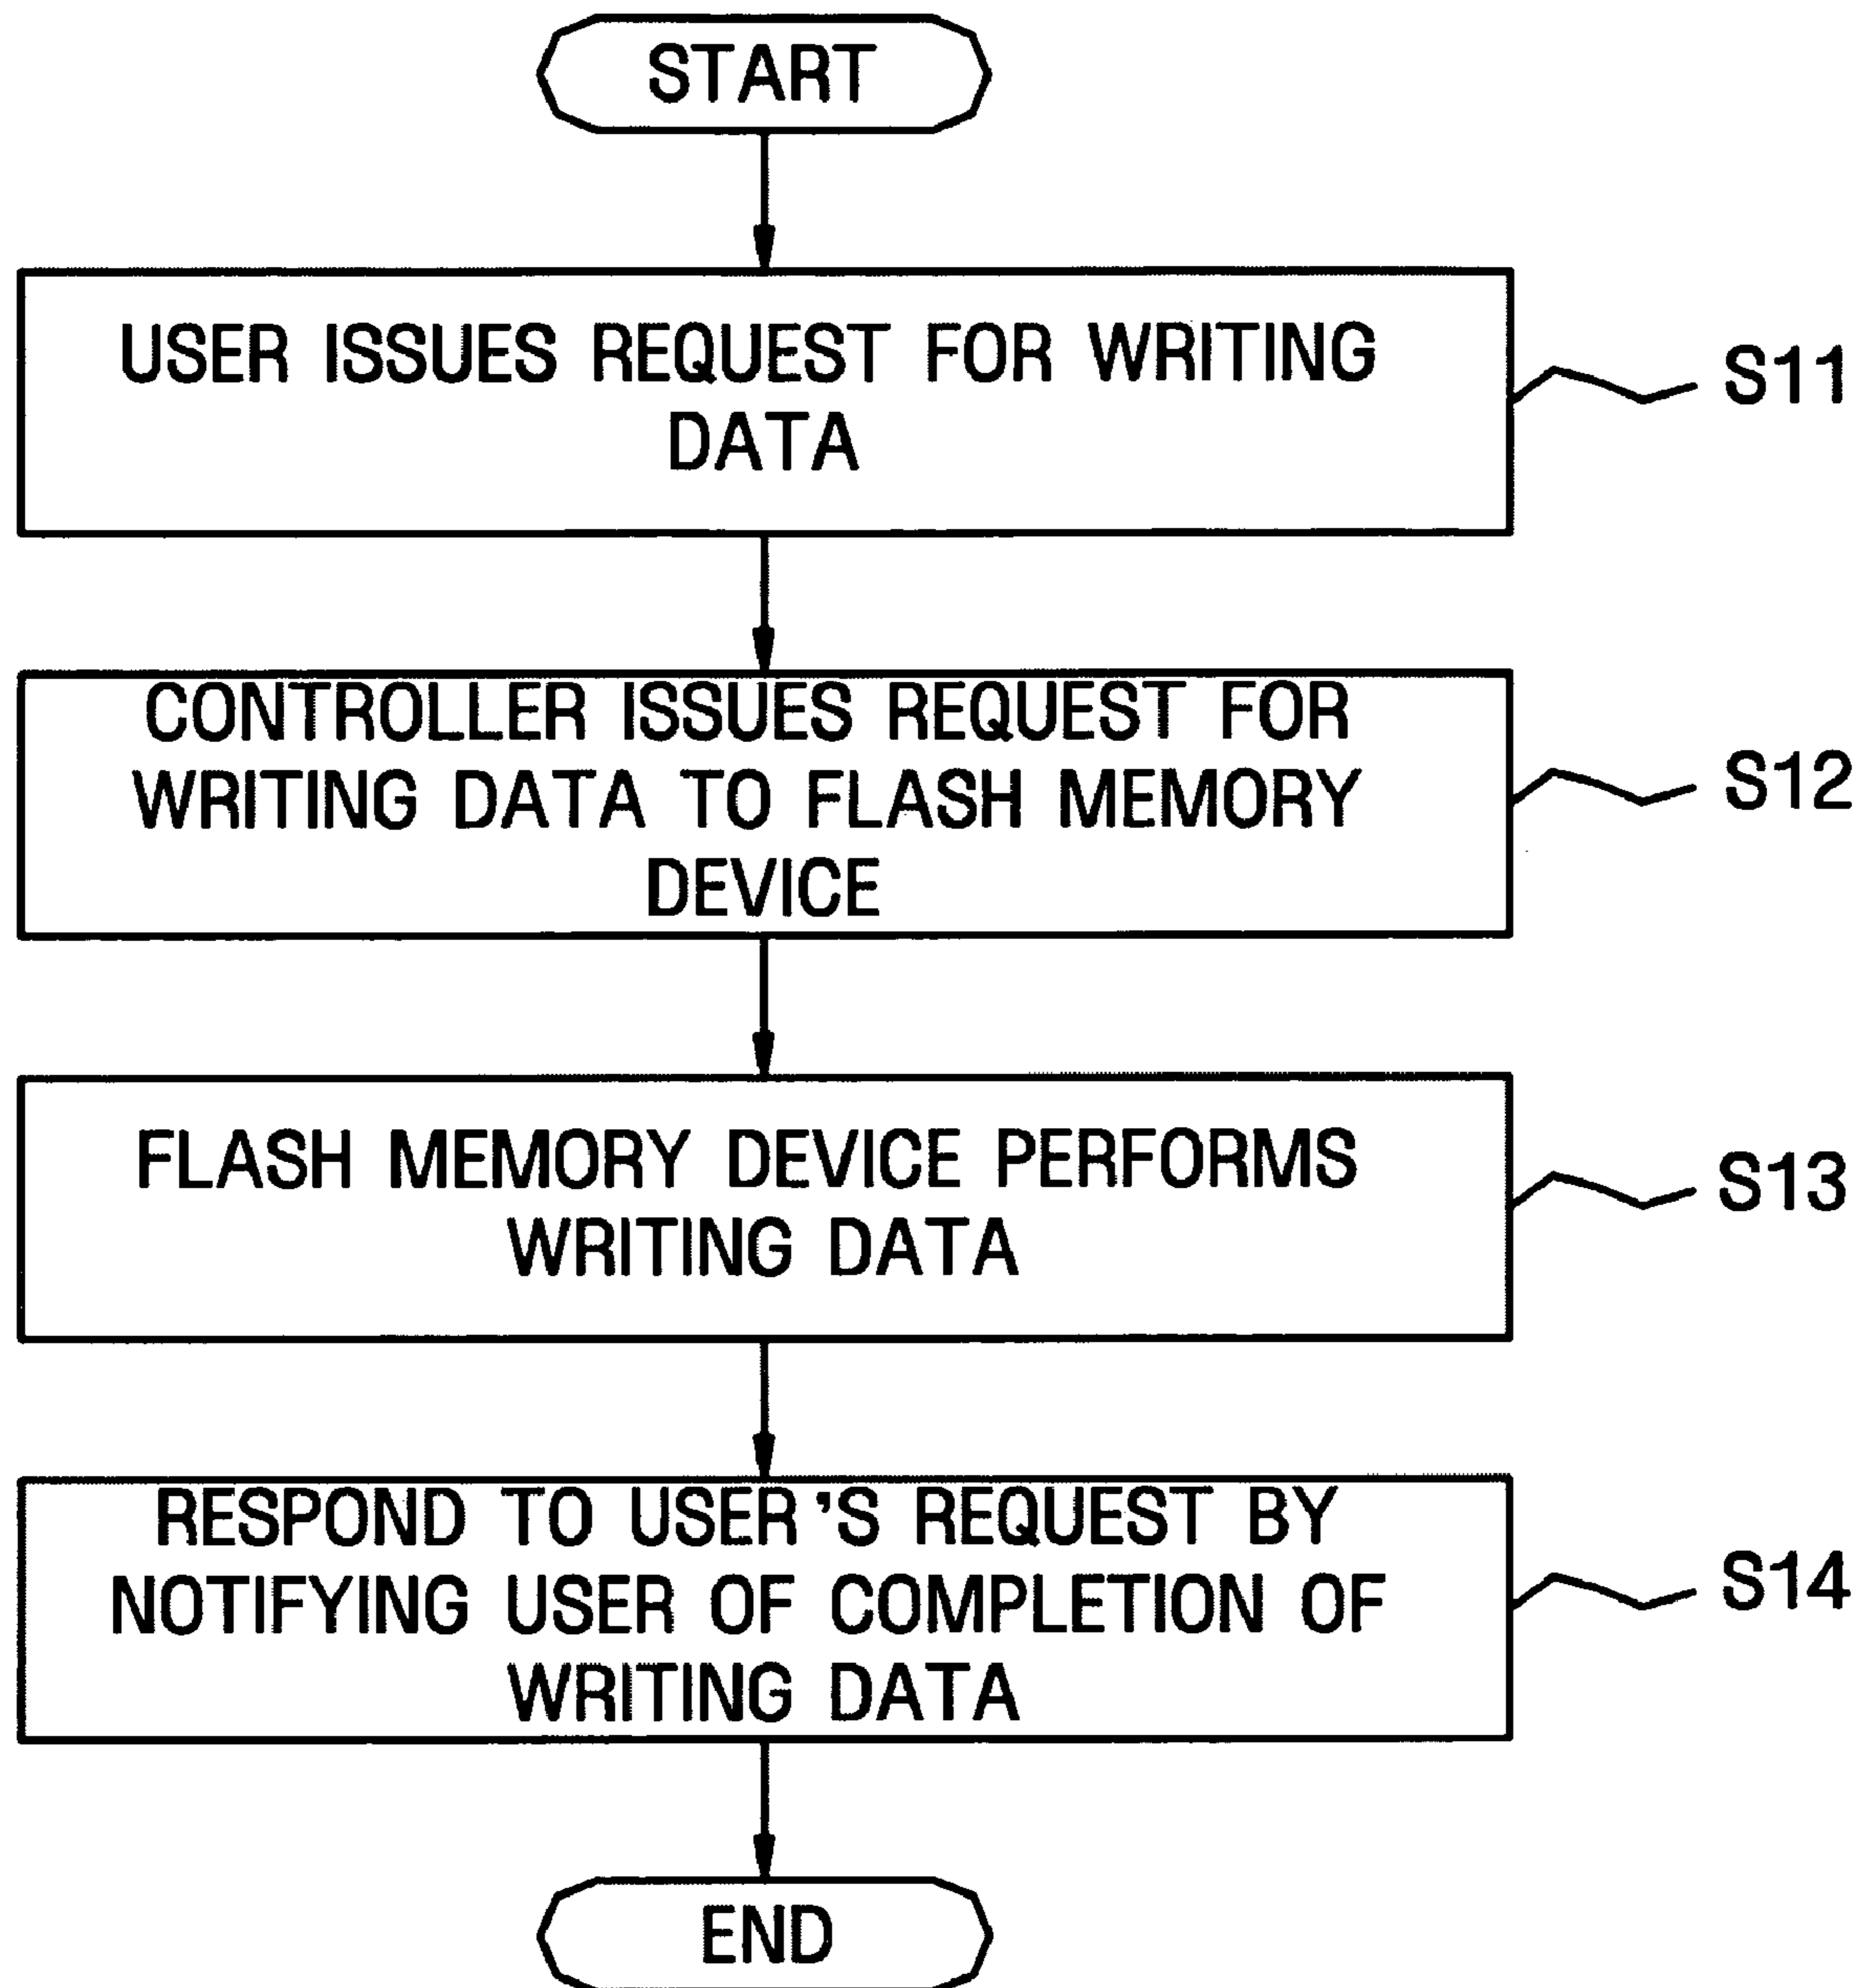 START
USER ISSUES REQUEST FOR WRITING
DATA
S11
CONTROLLER ISSUES REQUEST FOR
WRITING DATA TO FLASH MEMORY
DEVICE
S12
FLASH MEMORY DEVICE PERFORMS
WRITING DATA
S13
RESPOND TO USER'S REQUEST BY
NOTIFYING USER OF COMPLETION OF
WRITING DATA
S14
END